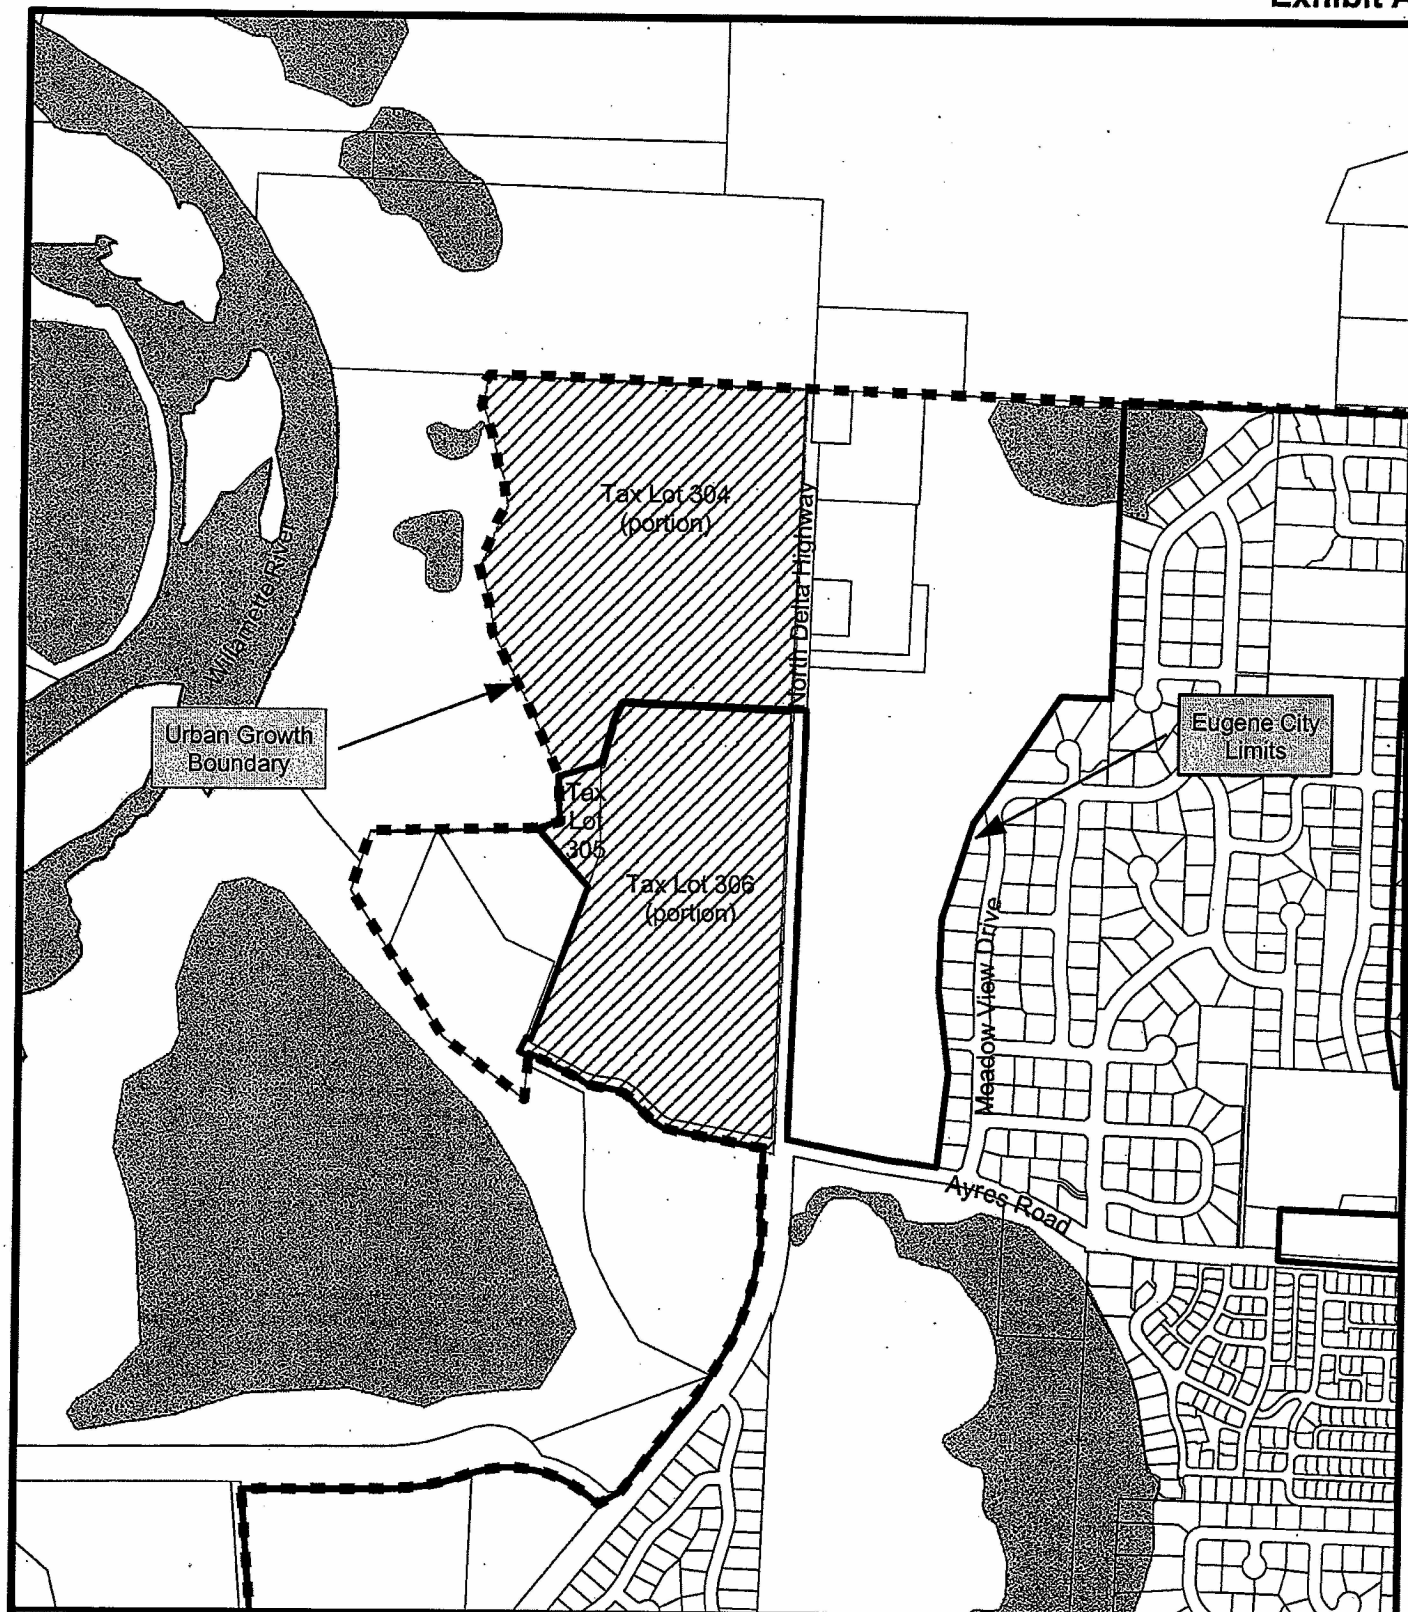 Exhibit A
Tax Lot 304
(portion)
North Delta Highway
Willamette River
Urban Growth
Boundary
Eugene City
Limits
Tax
Lot
305
Tax Lot 306
(portion)
Meadow View Drive
Ayres Road